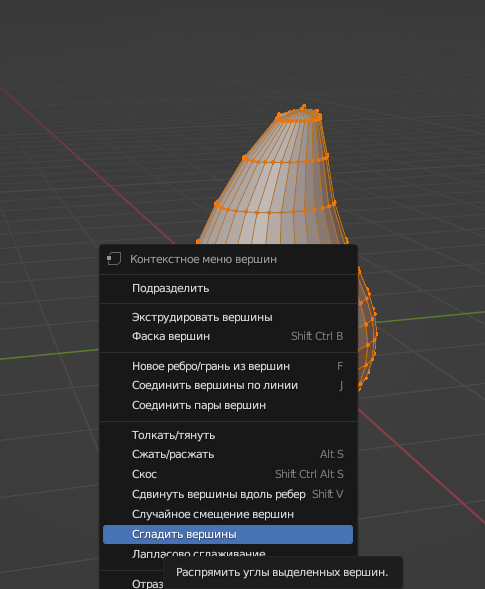 Контекстное меню вершин
Подразделить
Экструдировать вершины
Фаска вершин Shift Ctrl B
Новое ребро/грань из вершин F
Соединить вершины по линии J
Соединить пары вершин
Толкать/тянуть
Сжать/расжать Alt S
Скос Shift Ctrl Alt S
Сдвинуть вершины вдоль ребер Shift V
Случайное смещение вершин
Сгладить вершины
Лапласово сглаживание
Распрямить углы выделенных вершин.